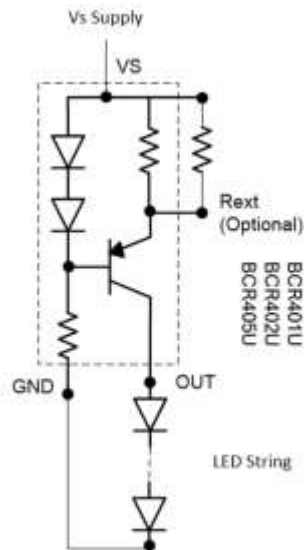 Vs Supply
VS
Rext
(Optional)
BCR401U
BCR402U
BCR405U
GND
OUT
LED String